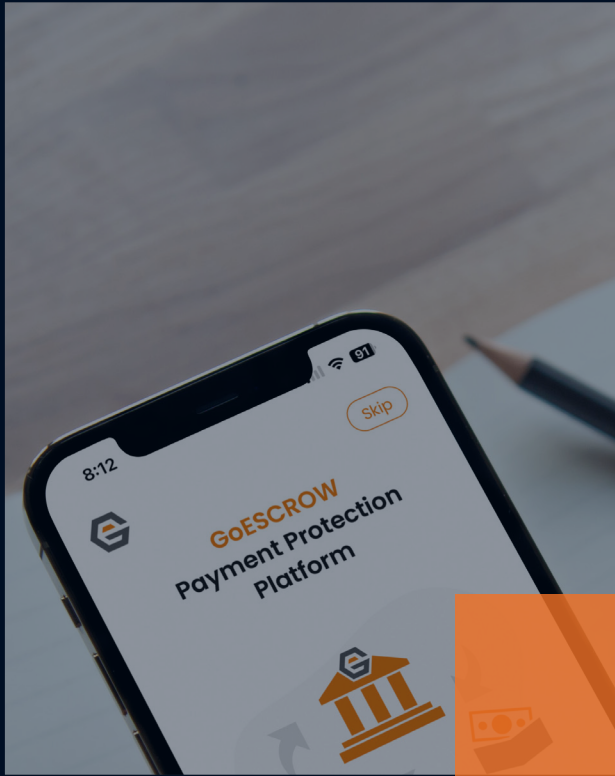 8:12
91
Skip
GoESCROW
Payment Protection
Platform